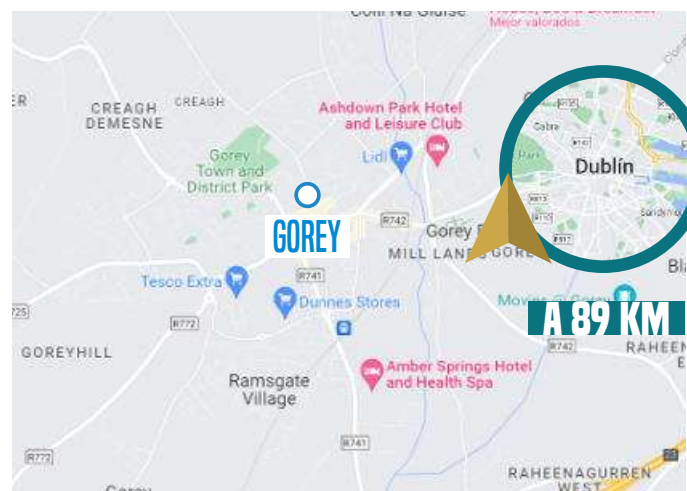 Mejor valorados
CREAGH
DEMESNE
CREAGH
Ashdown Park Hotel
and Leisure Club
Gorey
Town and
District Park
Lidl
Cabra
Park
Dublín
R742
GOREY
Gorey
MILL LANDS
R741
Tesco Extra
Dunnes Stores
R772
A 89 KM
R742
GOREYHILL
Ramsgate
Village
Amber Springs Hotel
and Health Spa
R741
R772
RAHEENAGURREN
WEST